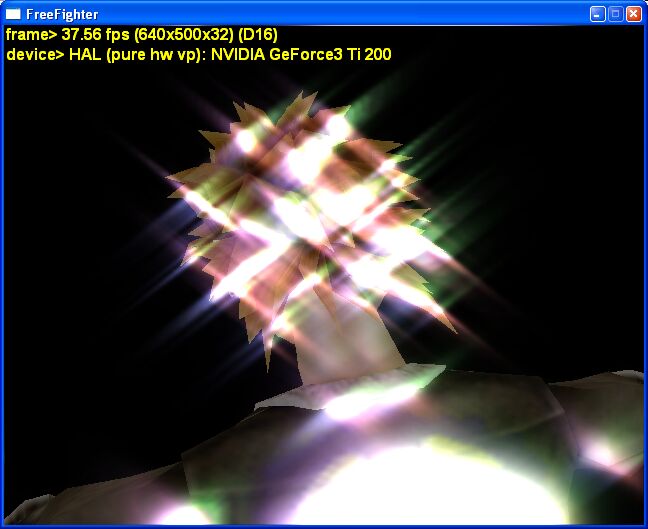 FreeFighter
frame> 37.56 fps (640x500x32) (D16)
device> HAL (pure hw vp): NVIDIA GeForce3 Ti 200